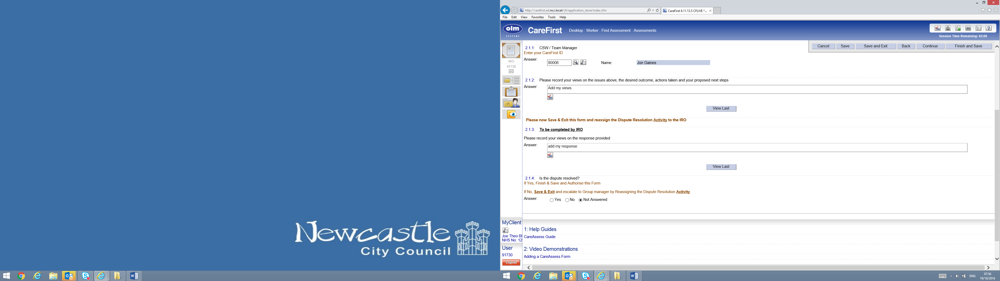 Newcastle
City Council
http://carefirst.ad.ncc.local/cfi/application_store/index.cfm
CareFirst 6.11.13.5 CFLIVE "...
File Edit View Favorites Tools Help
olm
SYSTEMS
CareFirst
Desktop : Worker : Find Assessment : Assessments
Session Time Remaining: 02:00
Cancel Save Save and Exit Back Continue Finish and Save
IRO
91730
2.1.1: CSW / Team Manager
Enter your CareFirst ID
Answer: 90006 Name: Jon Gaines
2.1.2: Please record your views on the issues above, the desired outcome, actions taken and your proposed next steps
Answer: Add my views
View Last
Please now Save & Exit this form and reassign the Dispute Resolution Activity to the IRO
2.1.3: To be completed by IRO
Please record your views on the response provided
Answer: add my response
View Last
2.1.4: Is the dispute resolved?
If Yes, Finish & Save and Authorise this Form
If No, Save & Exit and escalate to Group manager by Reassigning the Dispute Resolution Activity
Answer: Yes No Not Answered
MyClient
Joe Theo Bl
NHS No: 12
User
91730
Logout
1: Help Guides
CareAssess Guide
2: Video Demonstrations
Adding a CareAssess Form
ENG
07:56
19/10/2016